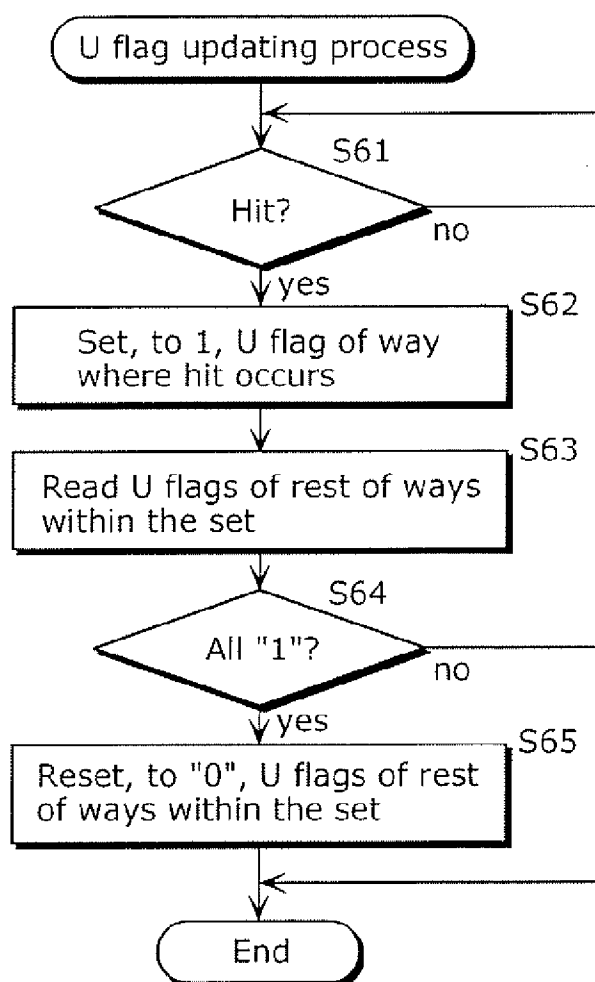 U flag updating process
S61
Hit?
no
yes
S62
Set, to 1, U flag of way
where hit occurs
S63
Read U flags of rest of ways
within the set
S64
All "1"?
no
yes
S65
Reset, to "0", U flags of rest
of ways within the set
End